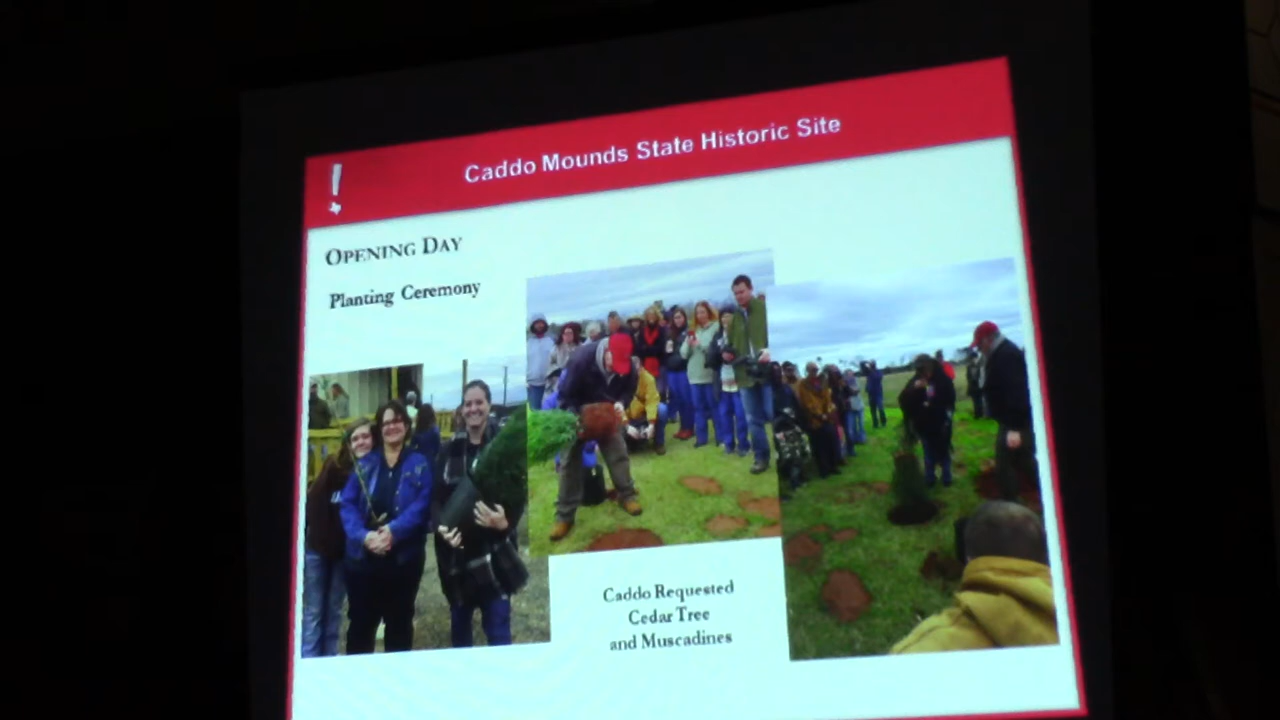 Caddo Mounds State Historic Site
OPENING DAY
Planting Ceremony
Caddo Requested
Cedar Tree
and Muscadines